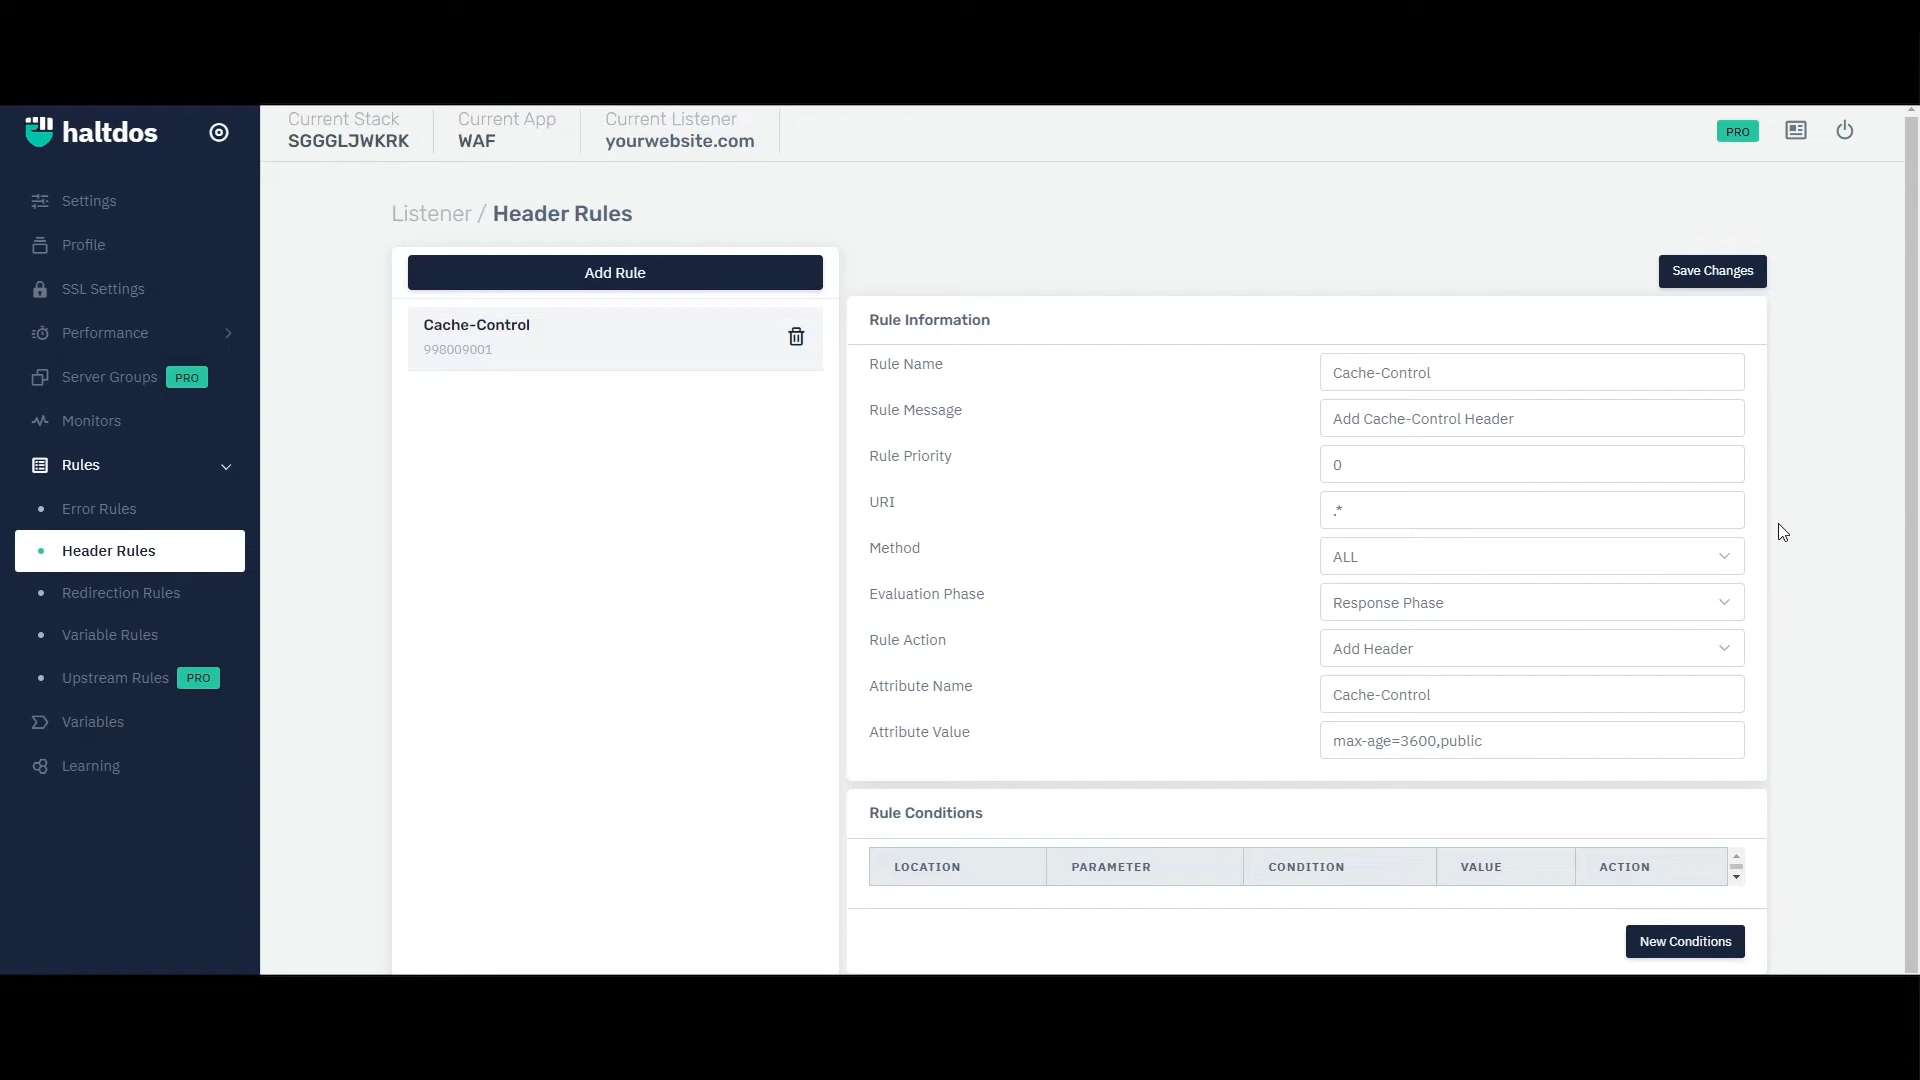 haltdos
Current Stack
SGGGLJWKRK
Current App
WAF
Current Listener
yourwebsite.com
PRO
Settings
Profile
SSL Settings
Performance
Server Groups PRO
Monitors
Rules
Error Rules
Header Rules
Redirection Rules
Variable Rules
Upstream Rules PRO
Variables
Learning
Listener / Header Rules
Add Rule
Cache-Control
998009001
Save Changes
Rule Information
Rule Name
Cache-Control
Rule Message
Add Cache-Control Header
Rule Priority
0
URI
.*
Method
ALL
Evaluation Phase
Response Phase
Rule Action
Add Header
Attribute Name
Cache-Control
Attribute Value
max-age=3600,public
Rule Conditions
LOCATION PARAMETER CONDITION VALUE ACTION
New Conditions